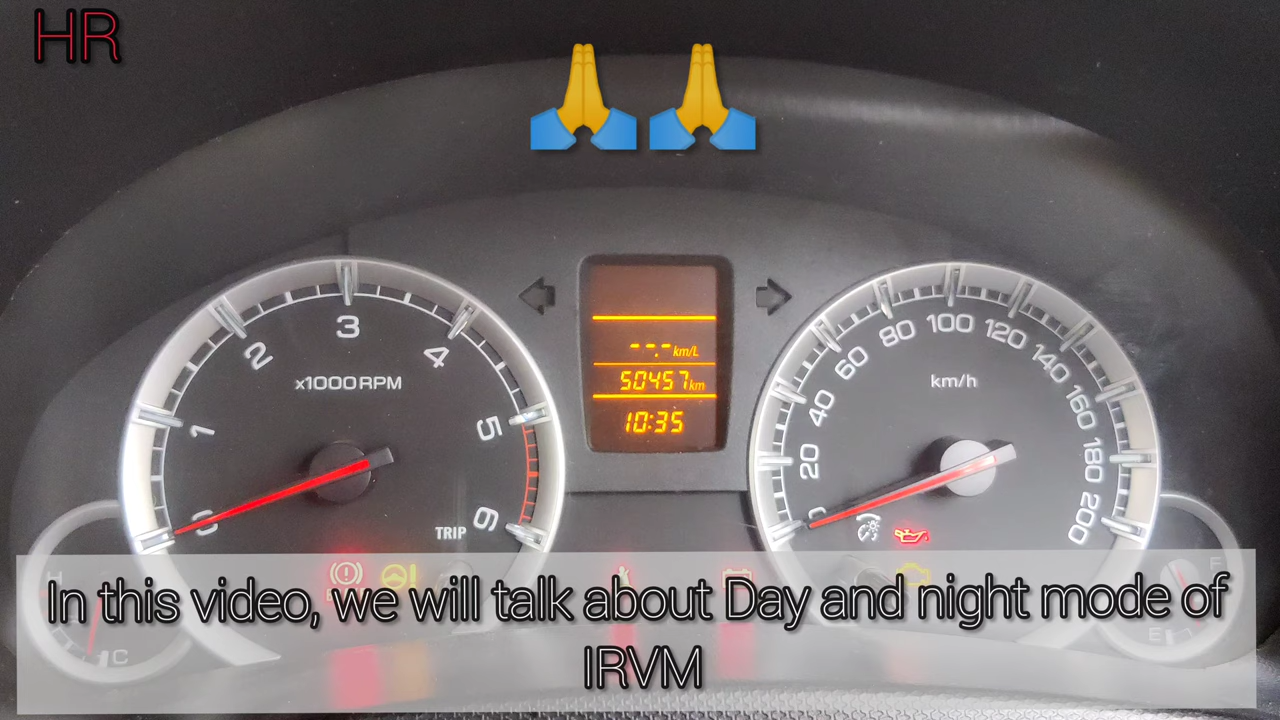 HR
3
2
4
x1000RPM
1
5
0
6
TRIP
--.- km/L
50457 km
10:35
100
80
120
60
140
km/h
40
160
20
180
0
200
H
C
F
E
In this video, we will talk about Day and night mode of
IRVM